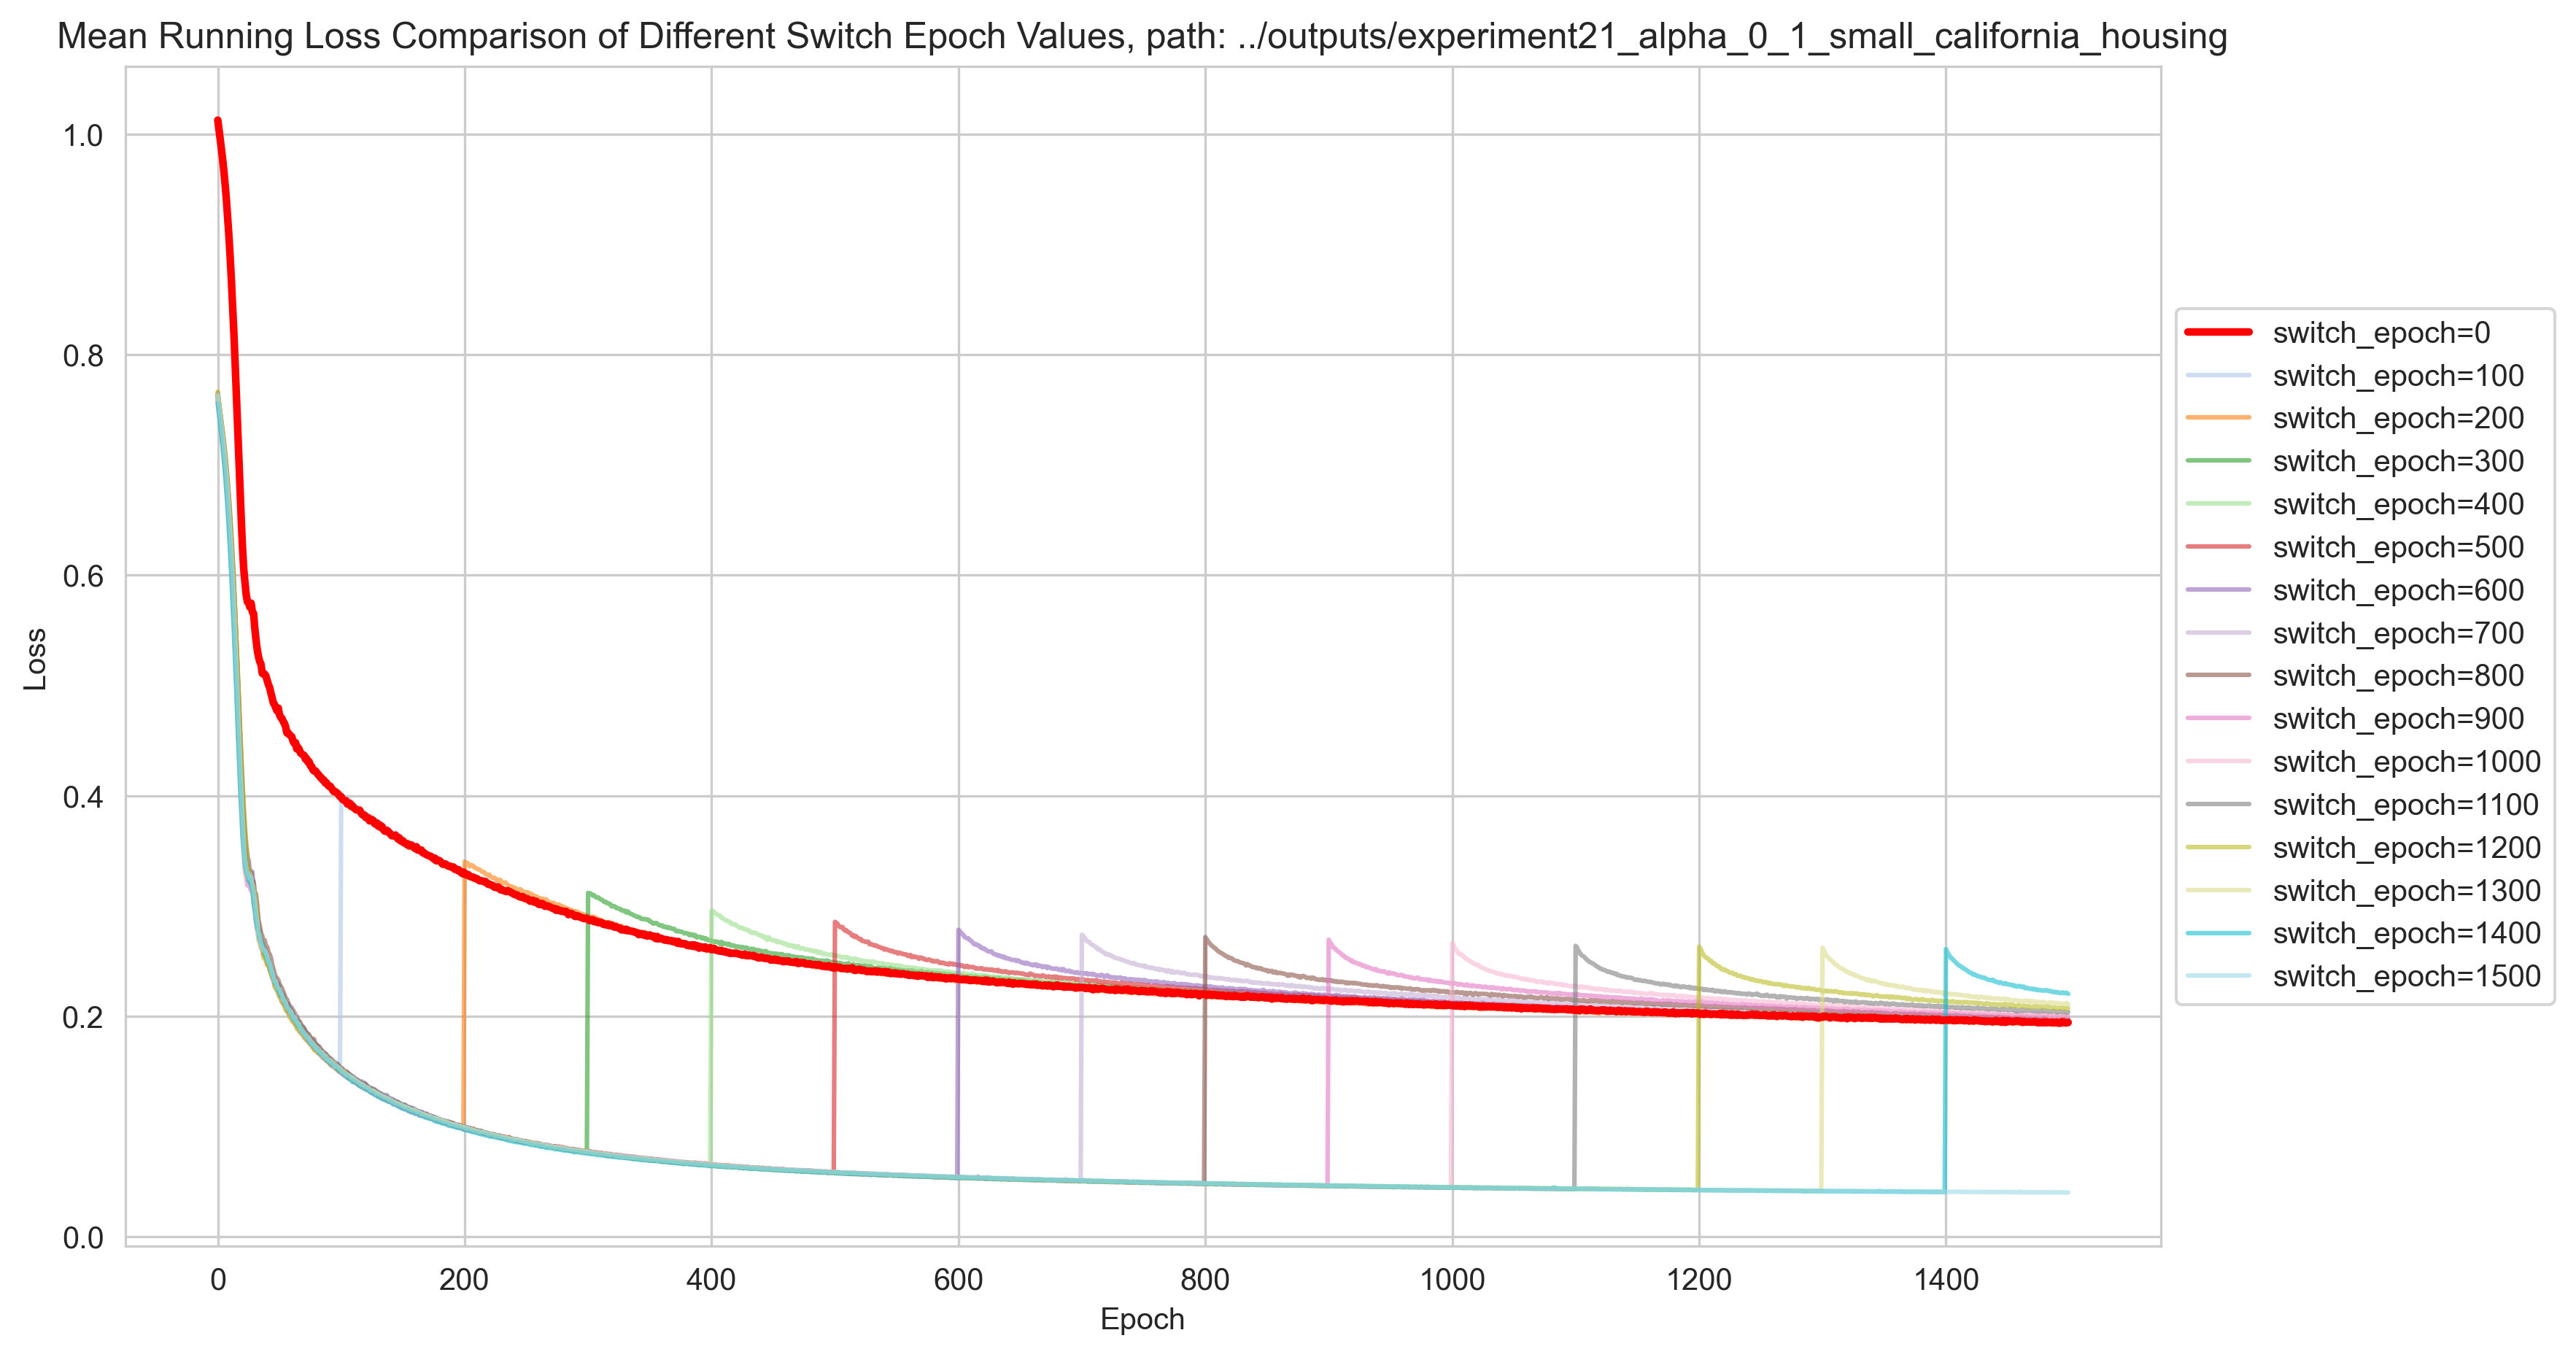 Mean Running Loss Comparison of Different Switch Epoch Values, path: ../outputs/experiment21_alpha_0_1_small_california_housing
1.0
0.8
0.6
0.4
0.2
0.0
Loss
0 200 400 600 800 1000 1200 1400
Epoch
switch_epoch=0
switch_epoch=100
switch_epoch=200
switch_epoch=300
switch_epoch=400
switch_epoch=500
switch_epoch=600
switch_epoch=700
switch_epoch=800
switch_epoch=900
switch_epoch=1000
switch_epoch=1100
switch_epoch=1200
switch_epoch=1300
switch_epoch=1400
switch_epoch=1500